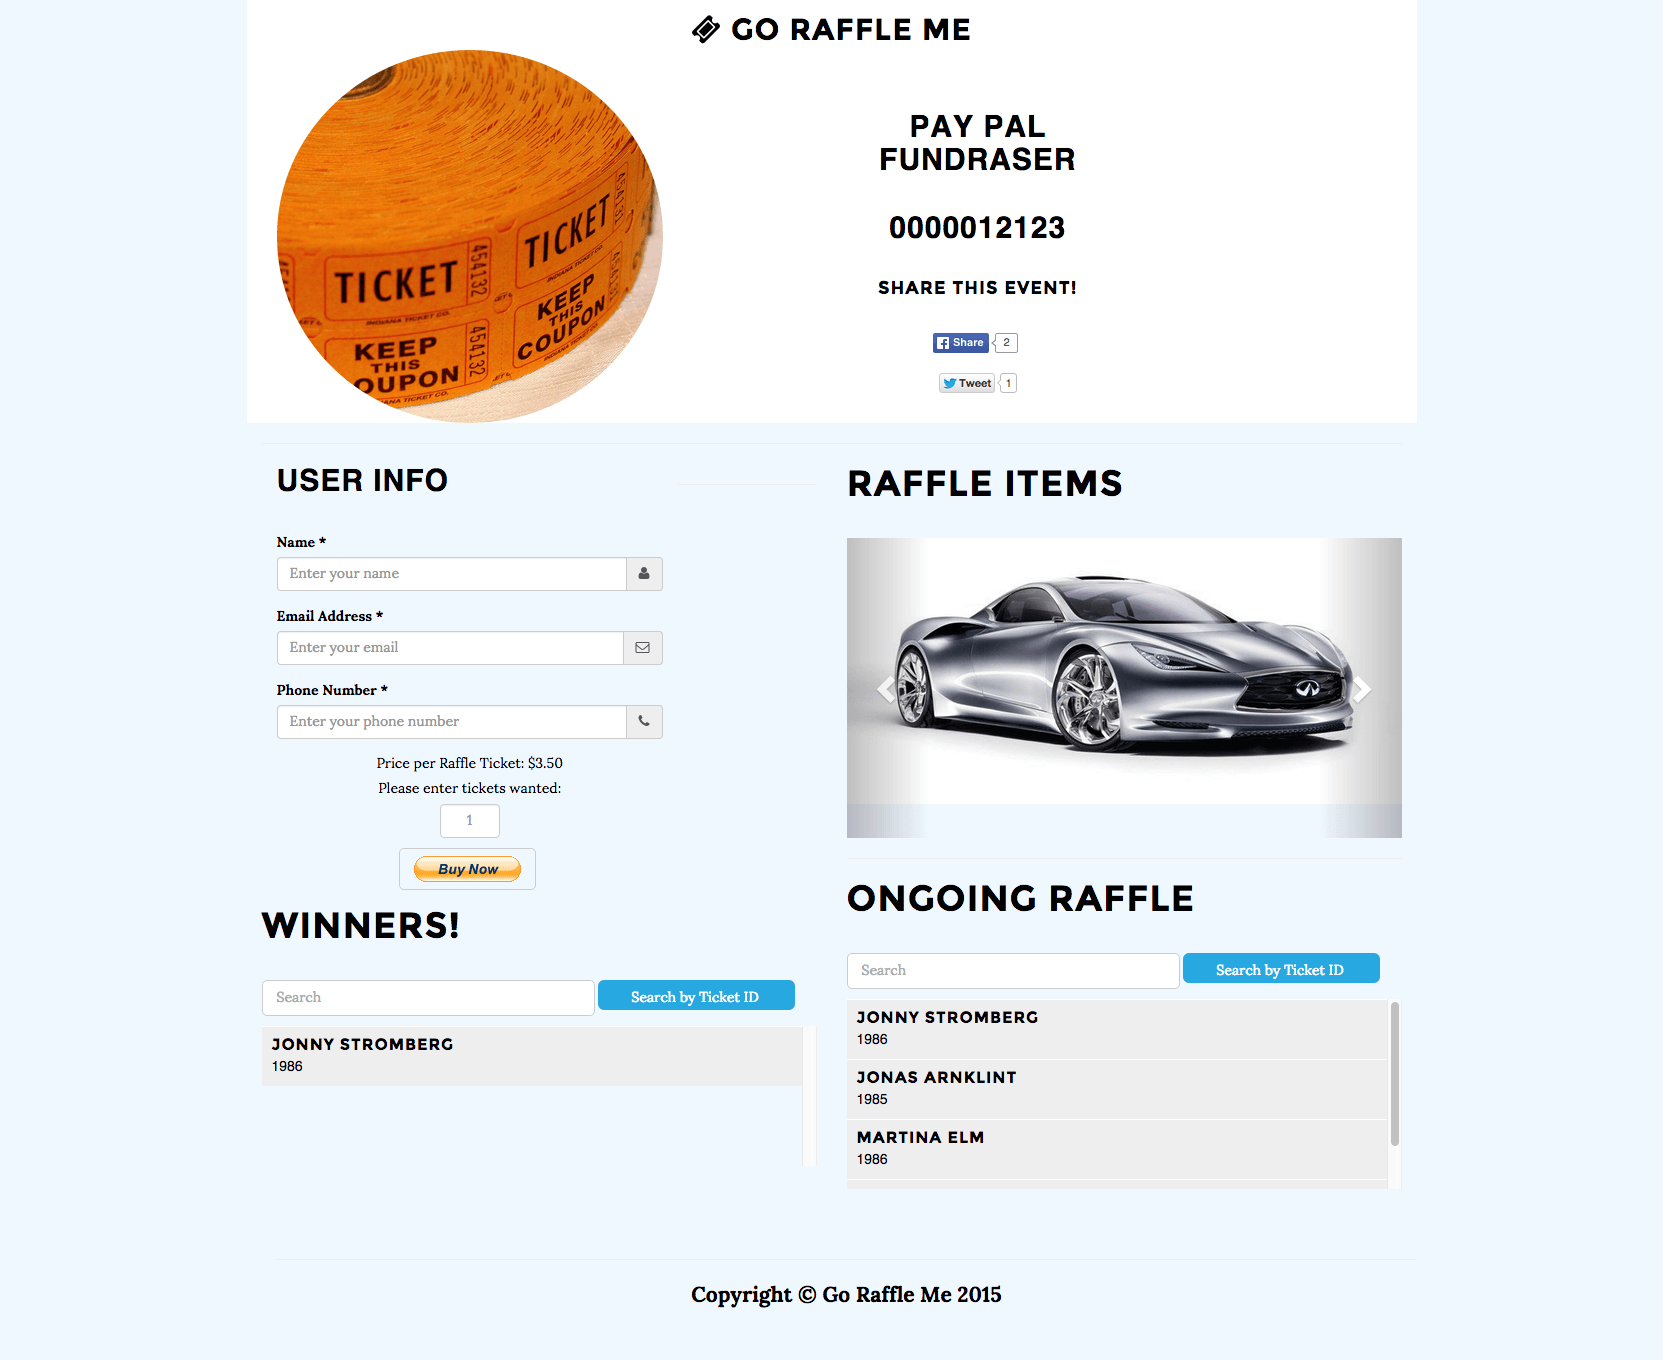 GO RAFFLE ME
TICKET
454132
INDIANA TICKET CO.
KEEP
THIS
COUPON
454132
TICKET
454131
INDIANA TICKET CO.
KEEP
THIS
COUPON
454131
PAY PAL
FUNDRASER
0000012123
SHARE THIS EVENT!
Share 2
Tweet 1
USER INFO
Name *
Enter your name
Email Address *
Enter your email
Phone Number *
Enter your phone number
Price per Raffle Ticket: $3.50
Please enter tickets wanted:
1
Buy Now
RAFFLE ITEMS
WINNERS!
Search Search by Ticket ID
JONNY STROMBERG
1986
ONGOING RAFFLE
Search Search by Ticket ID
JONNY STROMBERG
1986
JONAS ARNKLINT
1985
MARTINA ELM
1986
Copyright © Go Raffle Me 2015